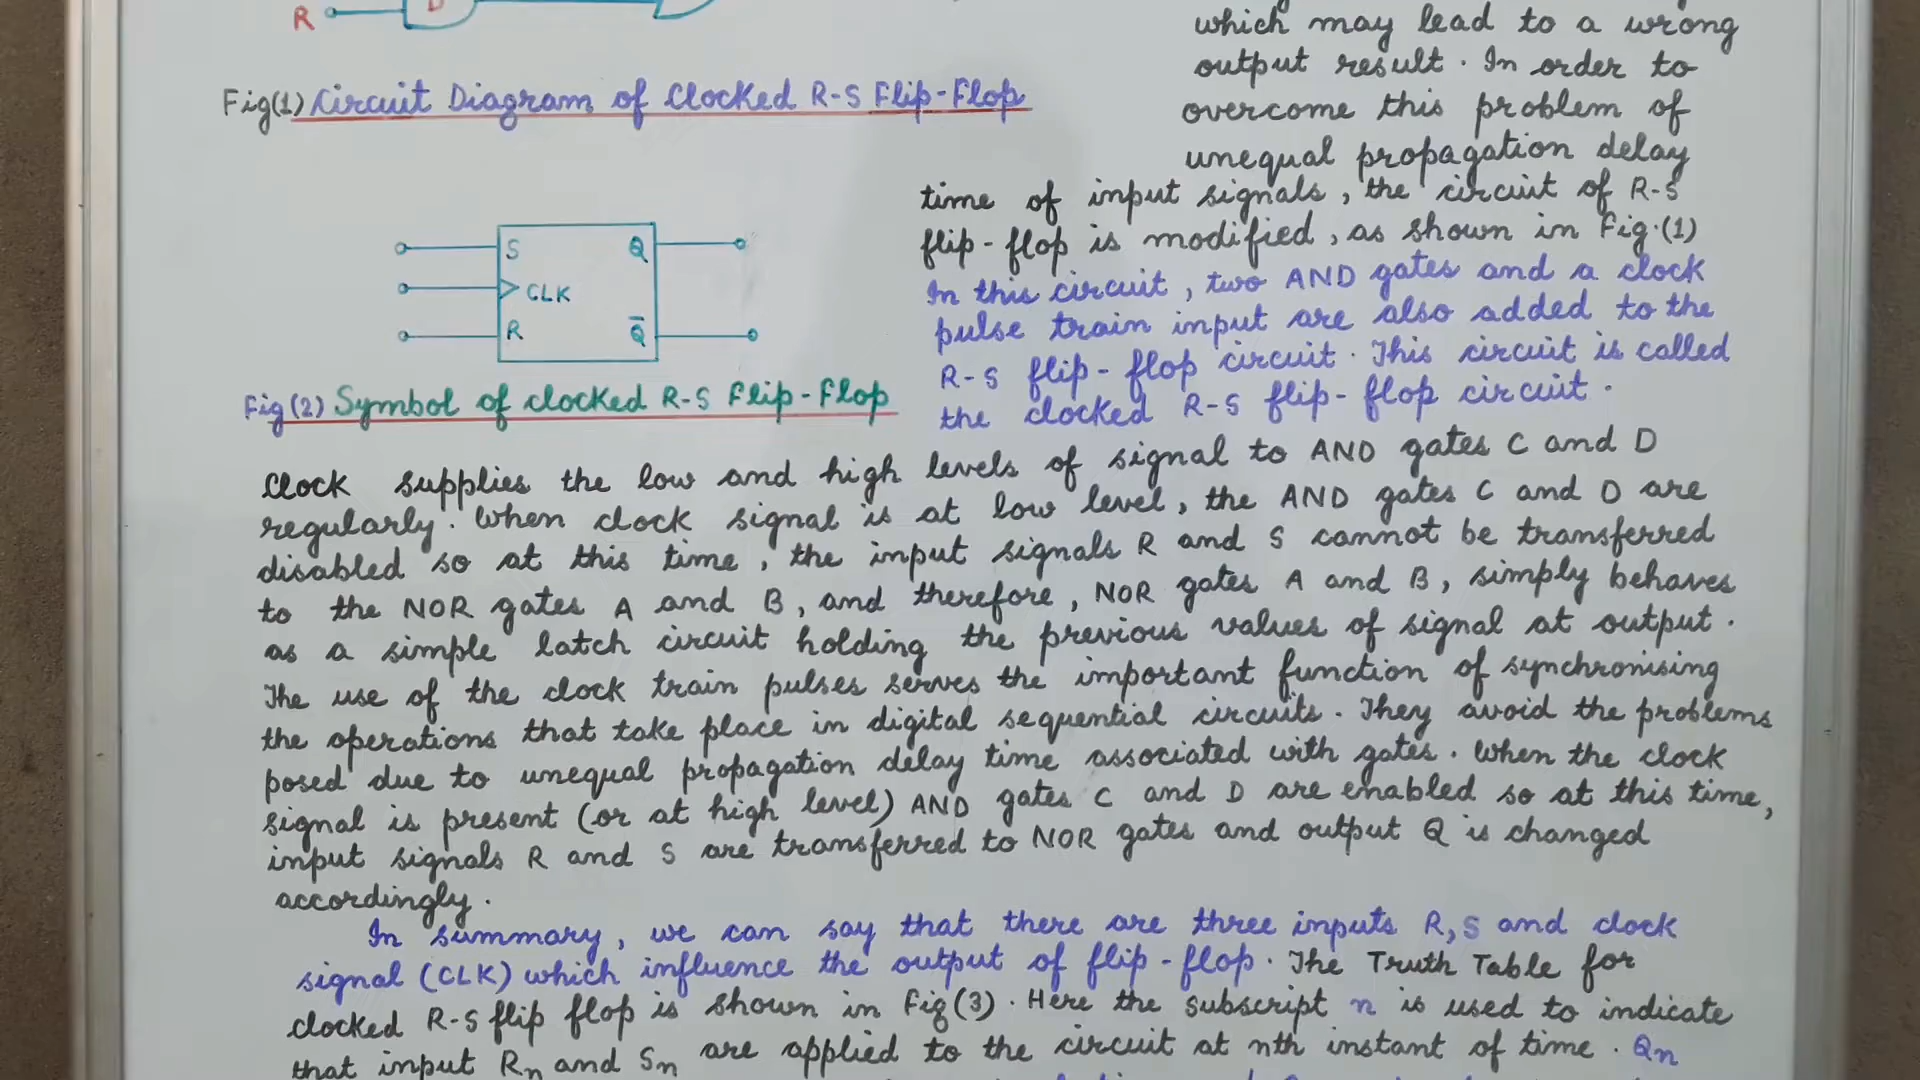 R
D
Fig(1) Circuit Diagram of Clocked R-S Flip-Flop
S
Q
CLK
R
Q̅
Fig(2) Symbol of clocked R-S Flip-Flop
which may lead to a wrong
output result. In order to
overcome this problem of
unequal propagation delay
time of input signals, the circuit of R-S
flip-flop is modified, as shown in Fig.(1)
In this circuit, two AND gates and a clock
pulse train input are also added to the
R-S flip-flop circuit. This circuit is called
the clocked R-S flip-flop circuit.
Clock supplies the low and high levels of signal to AND gates C and D
regularly. When clock signal is at low level, the AND gates C and D are
disabled so at this time, the input signals R and S cannot be transferred
to the NOR gates A and B, and therefore, NOR gates A and B, simply behaves
as a simple latch circuit holding the previous values of signal at output.
The use of the clock train pulses serves the important function of synchronising
the operations that take place in digital sequential circuits. They avoid the problems
posed due to unequal propagation delay time associated with gates. When the clock
signal is present (or at high level) AND gates C and D are enabled so at this time,
input signals R and S are transferred to NOR gates and output Q is changed
accordingly.
In summary, we can say that there are three inputs R, S and clock
signal (CLK) which influence the output of flip-flop. The Truth Table for
clocked R-S flip flop is shown in Fig(3). Here the subscript n is used to indicate
that input Rn and Sn are applied to the circuit at nth instant of time. Qn